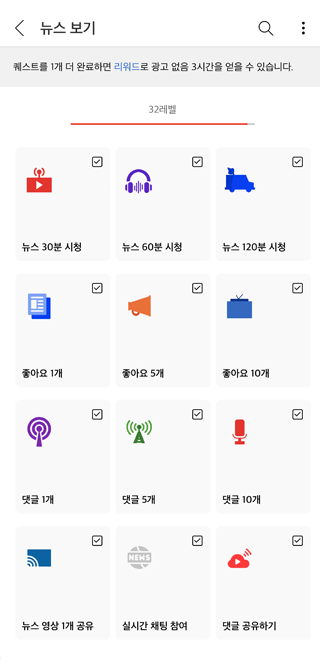 뉴스 보기
퀘스트를 1개 더 완료하면 리워드로 광고 없음 3시간을 얻을 수 있습니다.
32레벨
뉴스 30분 시청
뉴스 60분 시청
뉴스 120분 시청
좋아요 1개
좋아요 5개
좋아요 10개
댓글 1개
댓글 5개
댓글 10개
NEWS
뉴스 영상 1개 공유
실시간 채팅 참여
댓글 공유하기